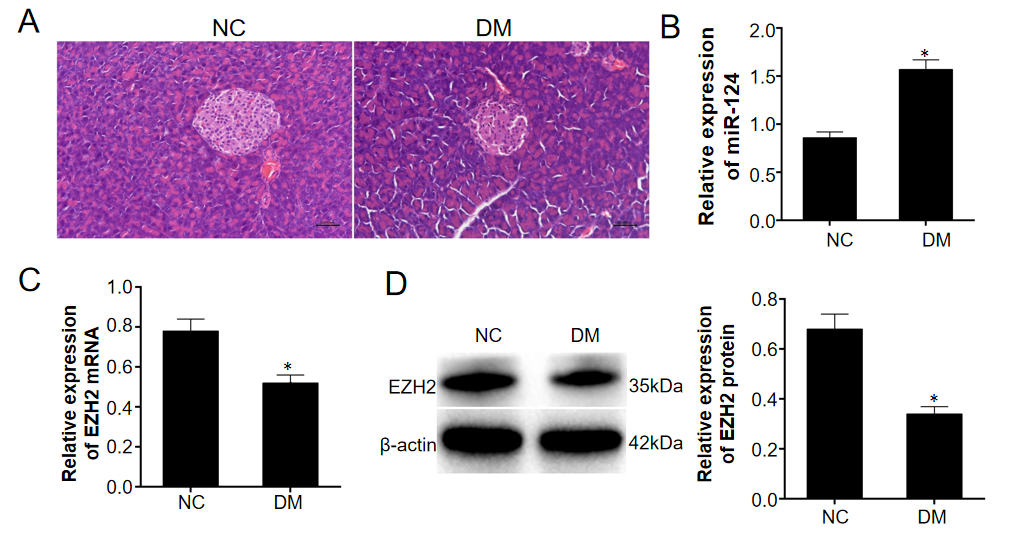 A
NC
DM
B
Relative expression
of miR-124
2.0
1.5
1.0
0.5
0.0
*
NC
DM
C
Relative expression
of EZH2 mRNA
1.0
0.8
0.6
0.4
0.2
0.0
*
NC
DM
D
NC
DM
EZH2
35kDa
β-actin
42kDa
Relative expression
of EZH2 protein
0.8
0.6
0.4
0.2
0.0
*
NC
DM